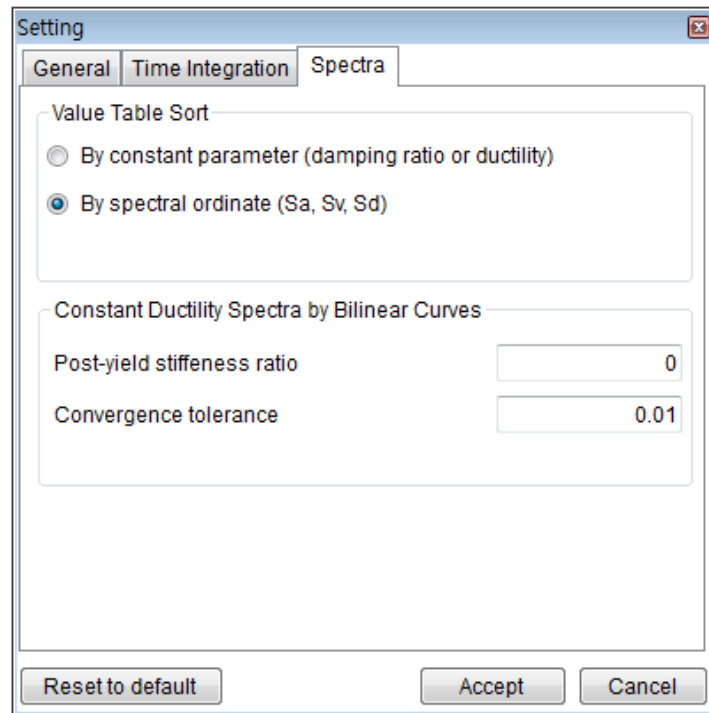 Setting
General Time Integration Spectra
Value Table Sort
By constant parameter (damping ratio or ductility)
By spectral ordinate (Sa, Sv, Sd)
Constant Ductility Spectra by Bilinear Curves
Post-yield stiffeness ratio 0
Convergence tolerance 0.01
Reset to default Accept Cancel